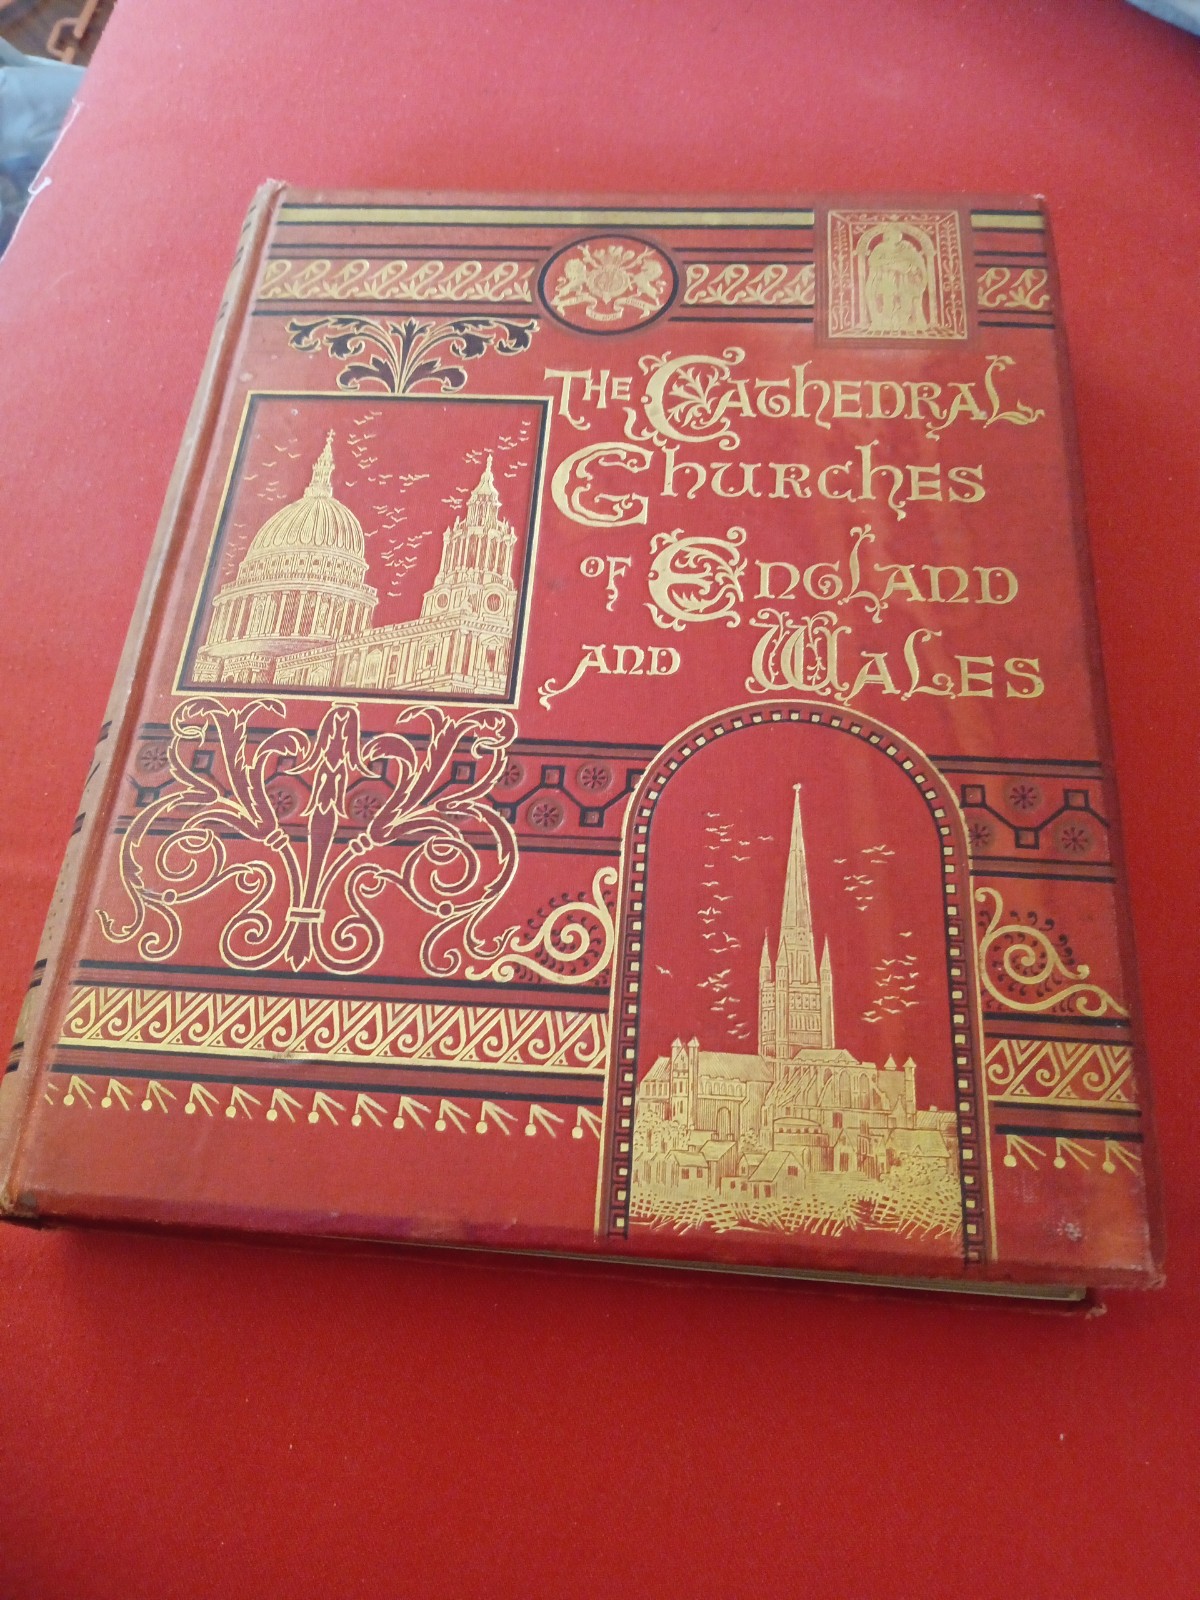 The Cathedral
Churches
of England
and Wales